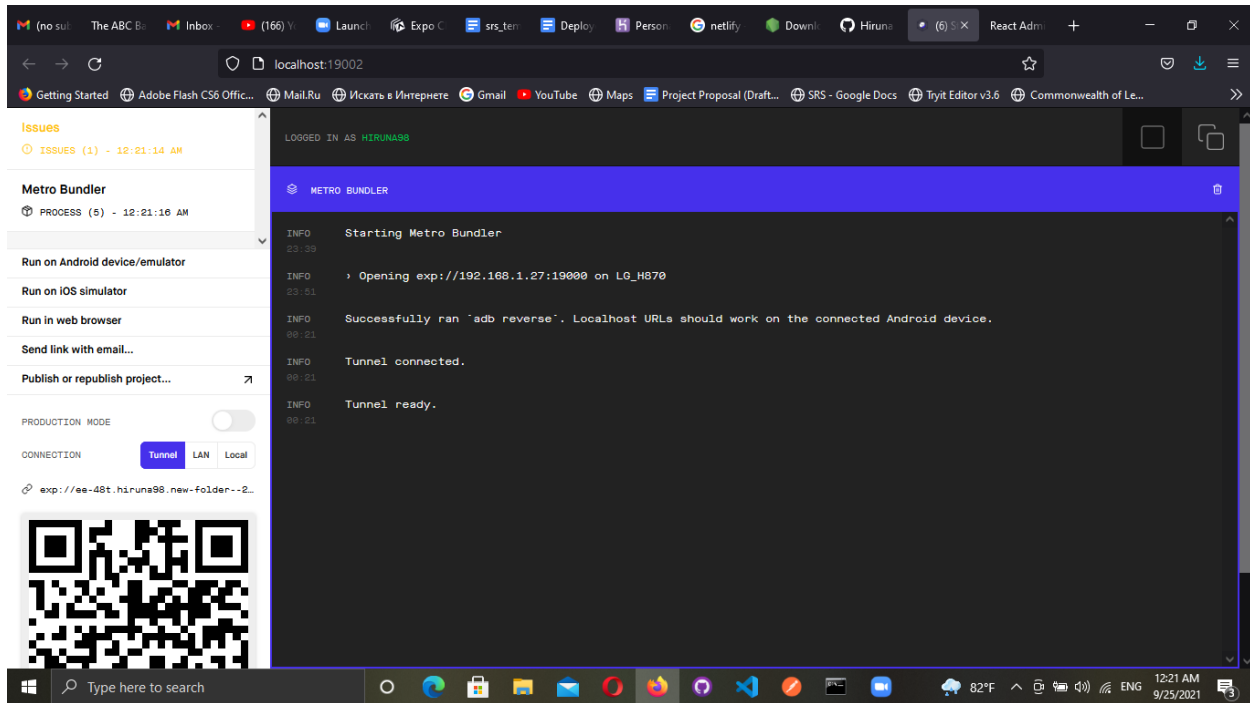 (no sub
The ABC Ba
Inbox -
(166) Y
Launch
Expo C
srs_tem
Deploy
Person
netlify
Downlo
Hiruna
(6) S
React Admi
localhost:19002
Getting Started
Adobe Flash CS6 Offic...
Mail.Ru
Искать в Интернете
Gmail
YouTube
Maps
Project Proposal (Draft...
SRS - Google Docs
Tryit Editor v3.6
Commonwealth of Le...
Issues
ISSUES (1) - 12:21:14 AM
Metro Bundler
PROCESS (5) - 12:21:16 AM
Run on Android device/emulator
Run on iOS simulator
Run in web browser
Send link with email...
Publish or republish project...
PRODUCTION MODE
CONNECTION
Tunnel
LAN
Local
exp://ee-48t.hiruna98.new-folder--2…
LOGGED IN AS HIRUNA98
METRO BUNDLER
INFO Starting Metro Bundler
23:39
INFO › Opening exp://192.168.1.27:19000 on LG_H870
23:51
INFO Successfully ran `adb reverse`. Localhost URLs should work on the connected Android device.
00:21
INFO Tunnel connected.
00:21
INFO Tunnel ready.
00:21
Type here to search
82°F
ENG
12:21 AM
9/25/2021
3